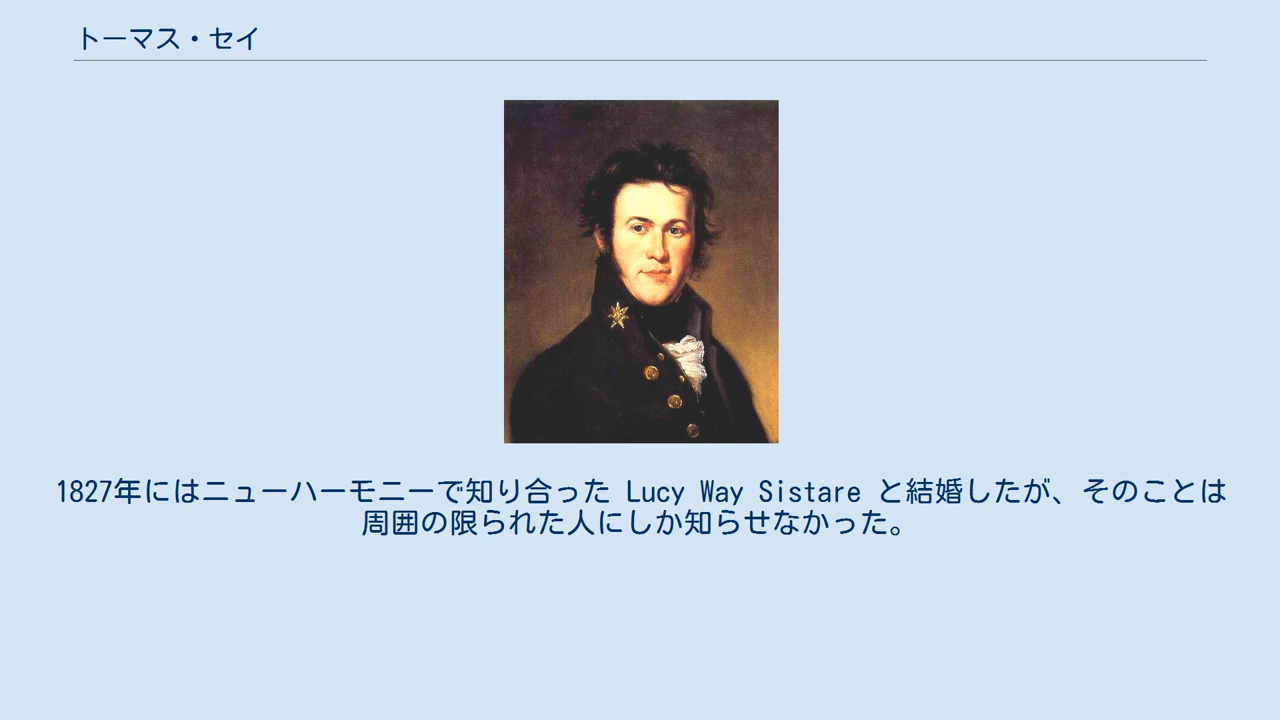 トーマス・セイ
1827年にはニューハーモニーで知り合った Lucy Way Sistare と結婚したが、そのことは
周囲の限られた人にしか知らせなかった。